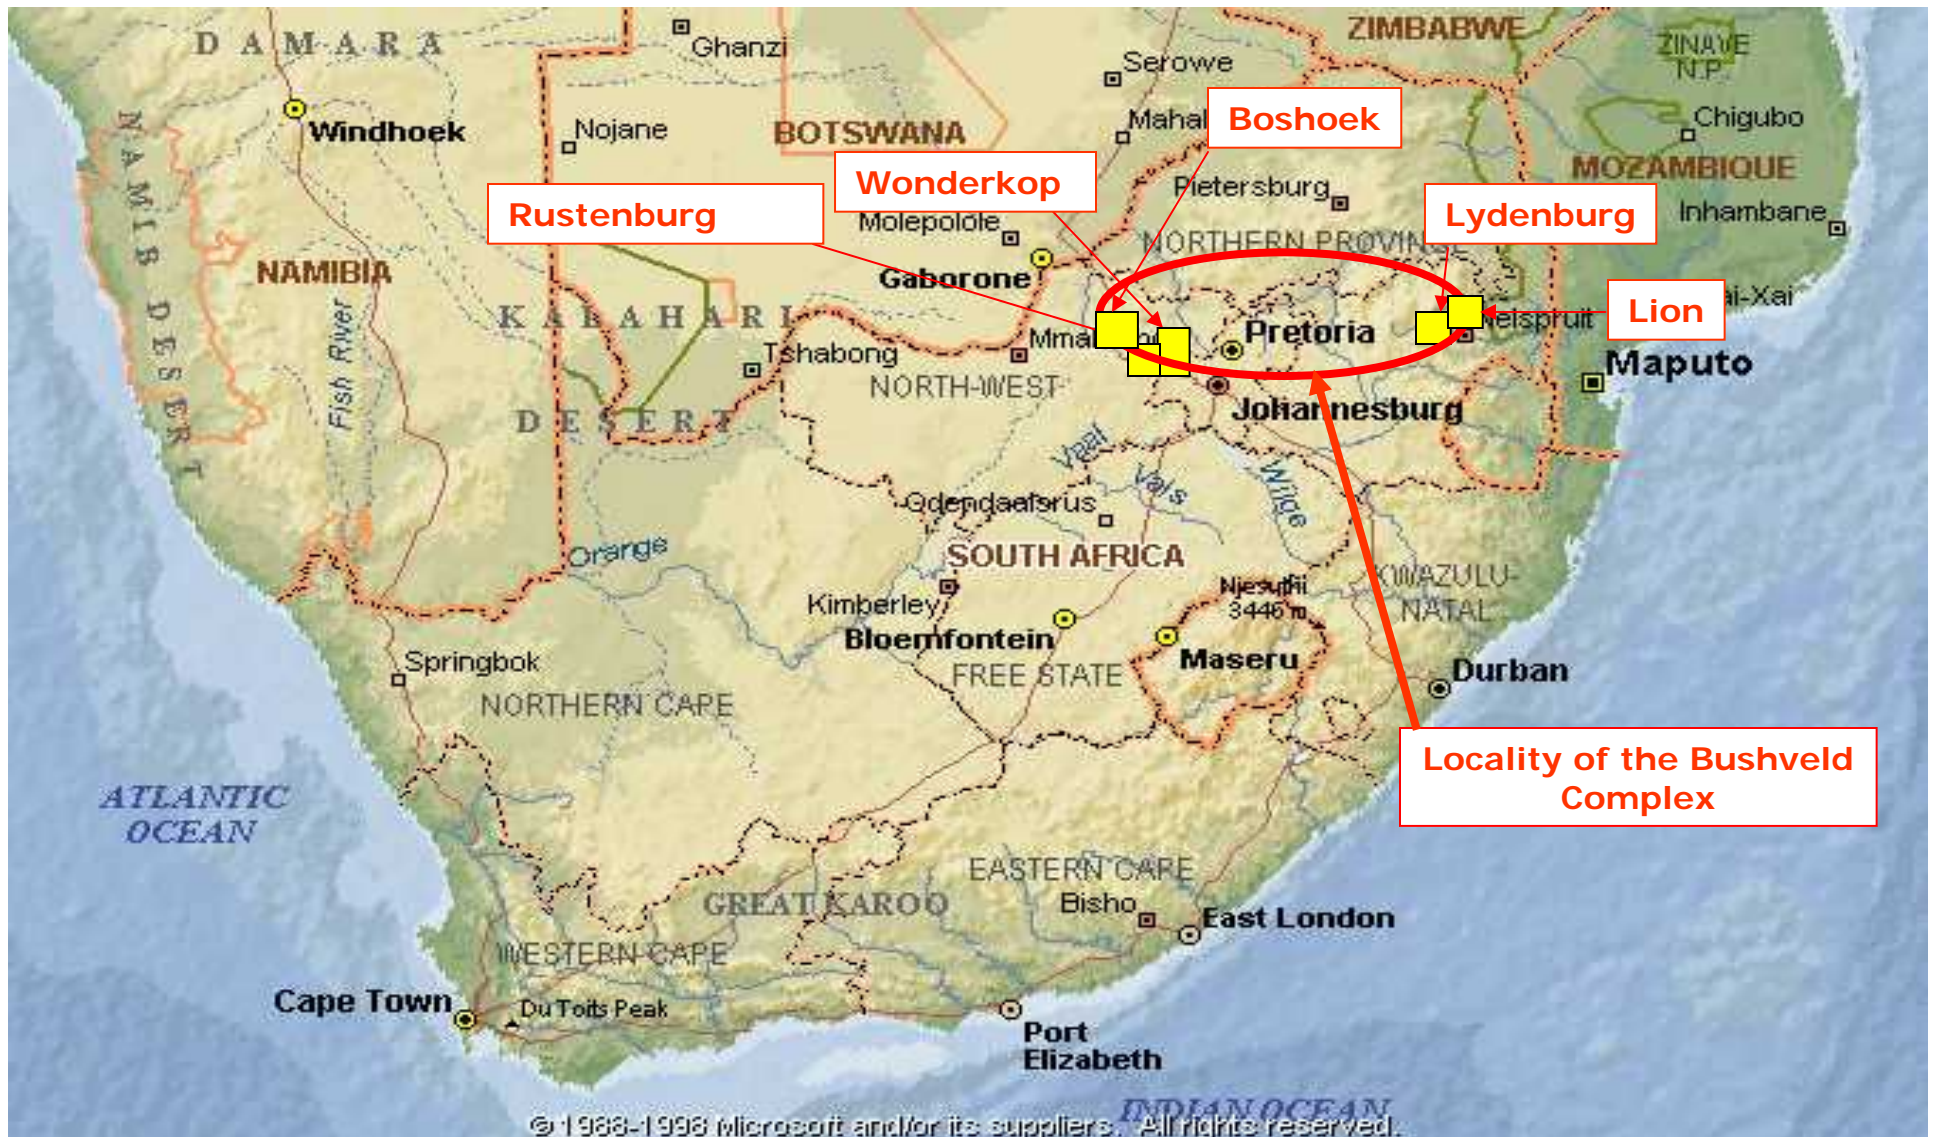 DAMARA
Ghanzi
ZIMBABWE
ZINAVE
N.P.
Serowe
Windhoek
Nojane
BOTSWANA
Mahal
Boshoek
Chigubo
NAMIB DESERT
Wonderkop
Pietersburg
MOZAMBIQUE
Rustenburg
Molepolole
Lydenburg
Inhambane
NORTHERN PROVINCE
NAMIBIA
Gaborone
ai-Xai
Fish River
KALAHARI
DESERT
Lion
Nelspruit
Pretoria
Tshabong
Maputo
NORTH-WEST
Johannesburg
Vaal
Vals
Wilge
Odendaalsrus
Orange
SOUTH AFRICA
Kimberley
Njesuthi
3446 m
KWAZULU-
NATAL
Bloemfontein
Maseru
Springbok
FREE STATE
Durban
NORTHERN CAPE
Locality of the Bushveld
Complex
ATLANTIC
OCEAN
EASTERN CAPE
GREAT KAROO
Bisho
East London
WESTERN CAPE
Cape Town
Du Toits Peak
Port
Elizabeth
INDIAN OCEAN
© 1988-1998 Microsoft and/or its suppliers. All rights reserved.